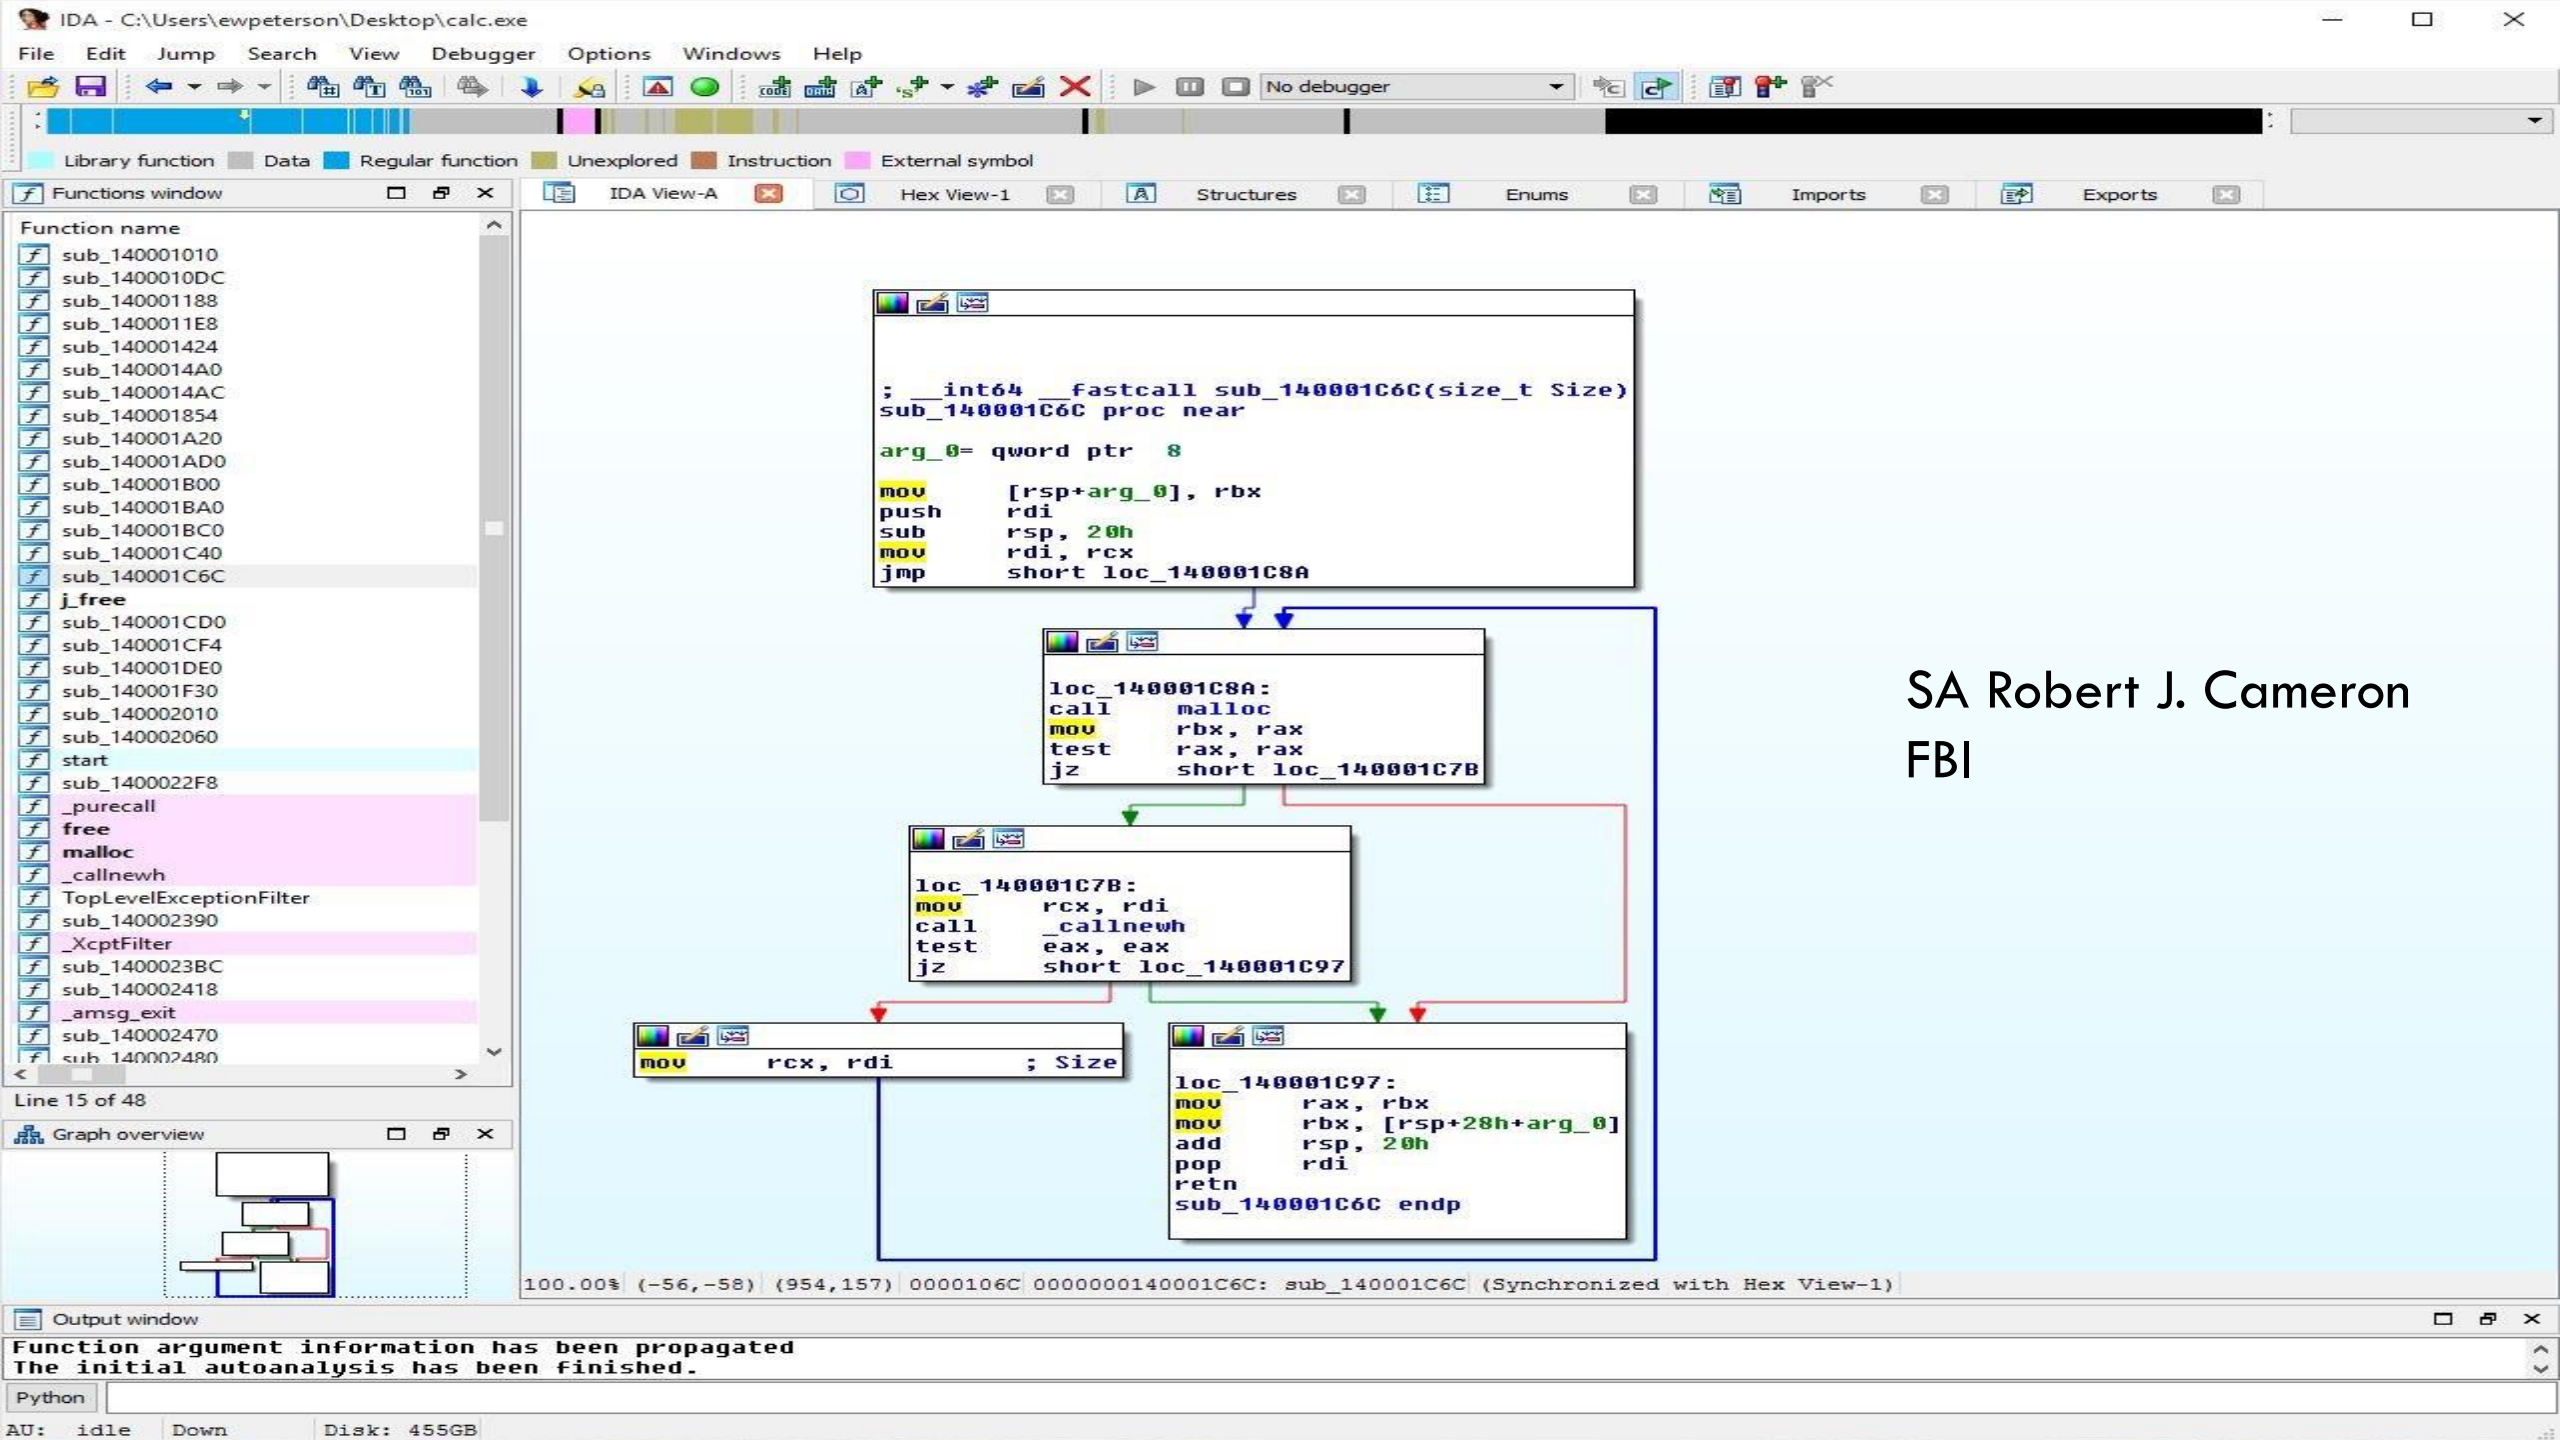 IDA - C:\Users\ewpeterson\Desktop\calc.exe
File Edit Jump Search View Debugger Options Windows Help
No debugger
Library function Data Regular function Unexplored Instruction External symbol
Functions window
IDA View-A Hex View-1 Structures Enums Imports Exports
Function name
sub_140001010
sub_1400010DC
sub_140001188
sub_1400011E8
sub_140001424
sub_1400014A0
sub_1400014AC
sub_140001854
sub_140001A20
sub_140001AD0
sub_140001B00
sub_140001BA0
sub_140001BC0
sub_140001C40
sub_140001C6C
j_free
sub_140001CD0
sub_140001CF4
sub_140001DE0
sub_140001F30
sub_140002010
sub_140002060
start
sub_1400022F8
_purecall
free
malloc
_callnewh
TopLevelExceptionFilter
sub_140002390
_XcptFilter
sub_1400023BC
sub_140002418
_amsg_exit
sub_140002470
sub_140002480
Line 15 of 48
Graph overview
; __int64 __fastcall sub_140001C6C(size_t Size)
sub_140001C6C proc near
arg_0= qword ptr 8
mov [rsp+arg_0], rbx
push rdi
sub rsp, 20h
mov rdi, rcx
jmp short loc_140001C8A
loc_140001C8A:
call malloc
mov rbx, rax
test rax, rax
jz short loc_140001C7B
loc_140001C7B:
mov rcx, rdi
call _callnewh
test eax, eax
jz short loc_140001C97
mov rcx, rdi ; Size
loc_140001C97:
mov rax, rbx
mov rbx, [rsp+28h+arg_0]
add rsp, 20h
pop rdi
retn
sub_140001C6C endp
SA Robert J. Cameron
FBI
100.00% (-56,-58) (954,157) 0000106C 0000000140001C6C: sub_140001C6C (Synchronized with Hex View-1)
Output window
Function argument information has been propagated
The initial autoanalysis has been finished.
Python
AU: idle Down Disk: 455GB